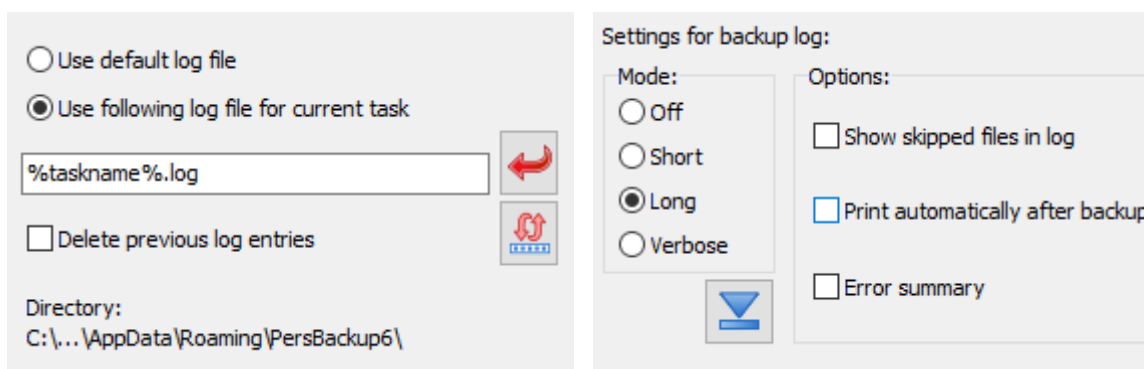 Use default log file
Use following log file for current task
%taskname%.log
Delete previous log entries
Directory:
C:\...\AppData\Roaming\PersBackup6\
Settings for backup log:
Mode:
Off
Short
Long
Verbose
Options:
Show skipped files in log
Print automatically after backup
Error summary